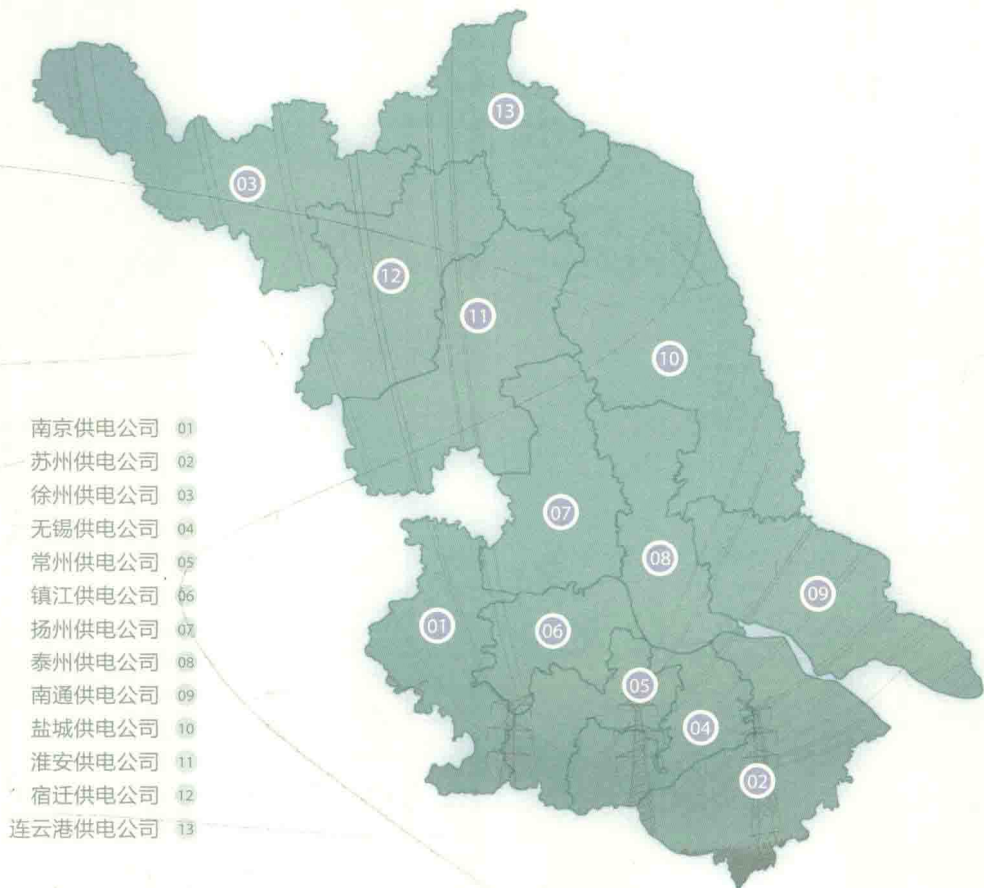 13
03
12
11
10
07
08
09
01
06
05
04
02
南京供电公司 01
苏州供电公司 02
徐州供电公司 03
无锡供电公司 04
常州供电公司 05
镇江供电公司 06
扬州供电公司 07
泰州供电公司 08
南通供电公司 09
盐城供电公司 10
淮安供电公司 11
宿迁供电公司 12
连云港供电公司 13